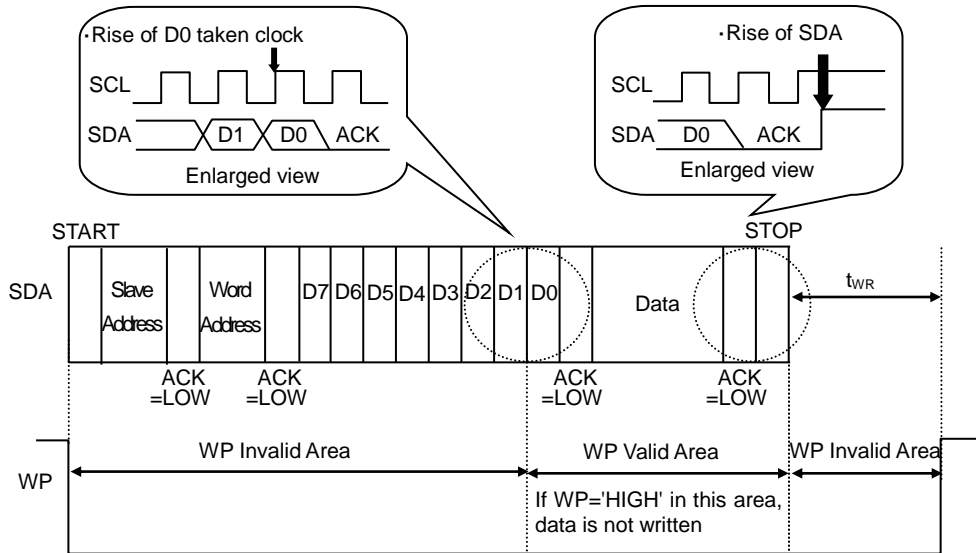 ·Rise of D0 taken clock
SCL
SDA
D1
D0
ACK
Enlarged view
·Rise of SDA
SCL
SDA
D0
ACK
Enlarged view
START
STOP
SDA
Slave
Address
Word
Address
D7
D6
D5
D4
D3
D2
D1
D0
Data
tWR
ACK
=LOW
ACK
=LOW
ACK
=LOW
ACK
=LOW
WP
WP Invalid Area
WP Valid Area
WP Invalid Area
If WP='HIGH' in this area,
data is not written